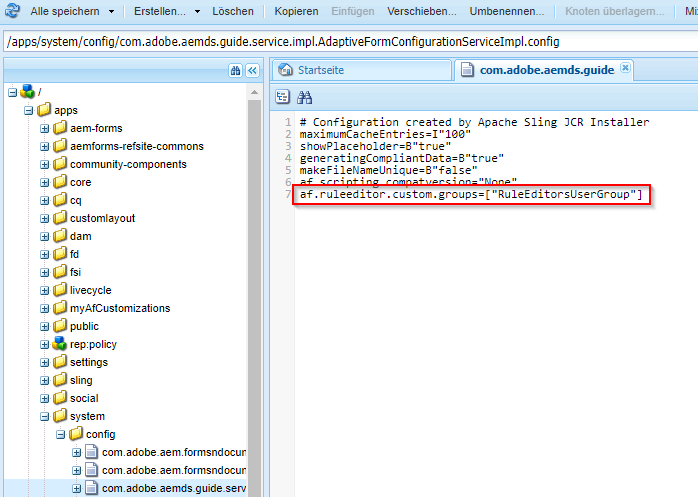 Alle speichern Erstellen... Löschen Kopieren Einfügen Verschieben... Umbenennen... Knoten überlagern...
/apps/system/config/com.adobe.aemds.guide.service.impl.AdaptiveFormConfigurationServiceImpl.config
Startseite
com.adobe.aemds.guide
/
apps
aem-forms
aemforms-refsite-commons
community-components
core
cq
customlayout
dam
fd
fsi
livecycle
myAfCustomizations
public
rep:policy
settings
sling
social
system
config
com.adobe.aem.formsndocun
com.adobe.aem.formsndocun
com.adobe.aemds.guide.serv
1 # Configuration created by Apache Sling JCR Installer
2 maximumCacheEntries=I"100"
3 showPlaceholder=B"true"
4 generatingCompliantData=B"true"
5 makeFileNameUnique=B"false"
6 af.scripting.compatversion="None"
7 af.ruleeditor.custom.groups=["RuleEditorsUserGroup"]